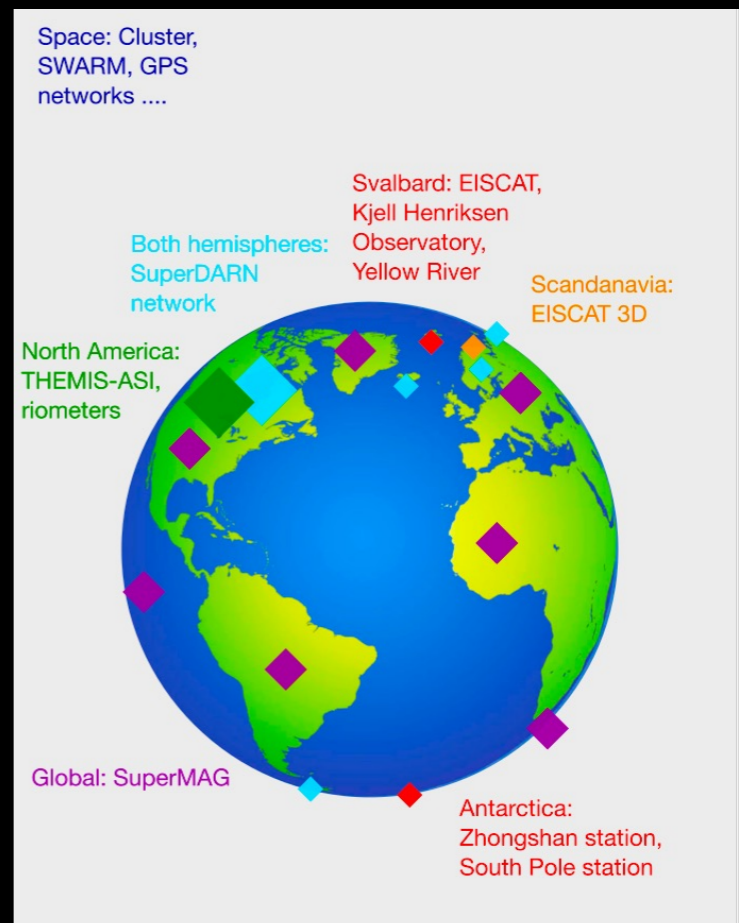 Space: Cluster,
SWARM, GPS
networks ....
Svalbard: EISCAT,
Kjell Henriksen
Observatory,
Yellow River
Both hemispheres:
SuperDARN
network
Scandanavia:
EISCAT 3D
North America:
THEMIS-ASI,
riometers
Global: SuperMAG
Antarctica:
Zhongshan station,
South Pole station